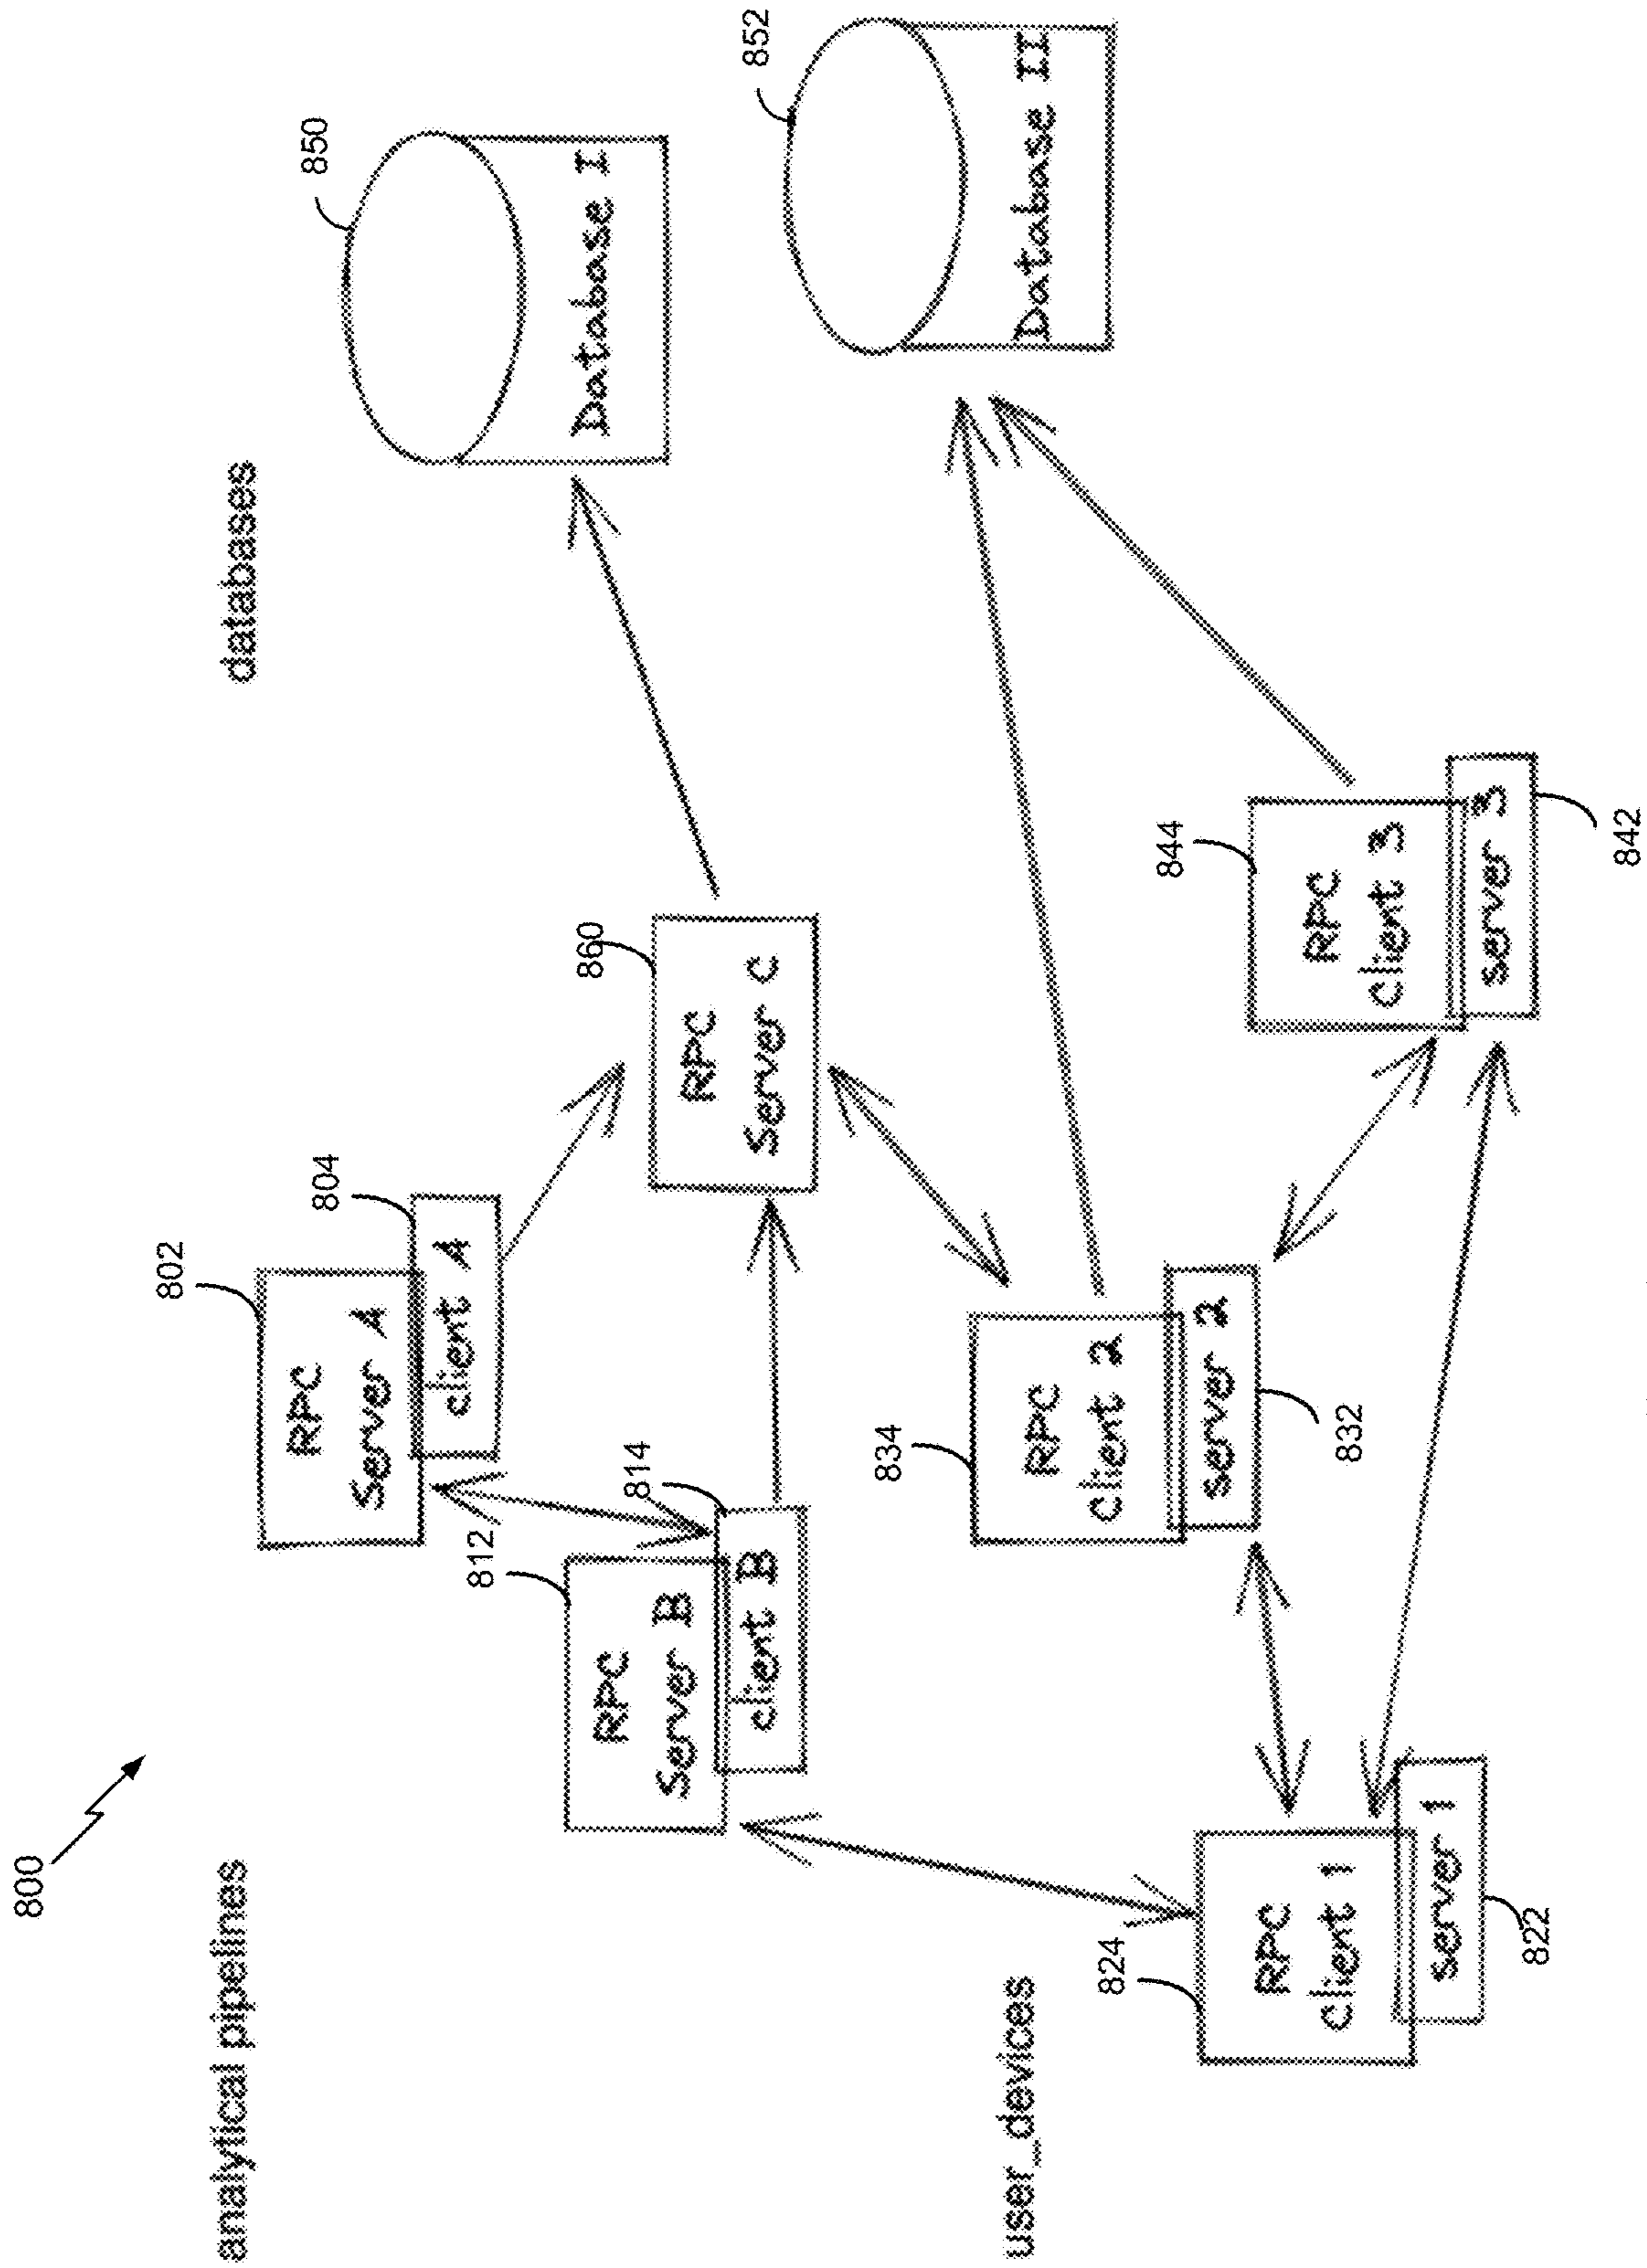 800
analytical pipelines
databases
802
RPC
Server A
804
client A
850
Database I
812
RPC
Server B
814
client B
860
RPC
Server C
852
Database II
user_devices
834
RPC
client 2
server 2
832
844
RPC
client 3
server 3
842
824
RPC
client 1
server 1
822